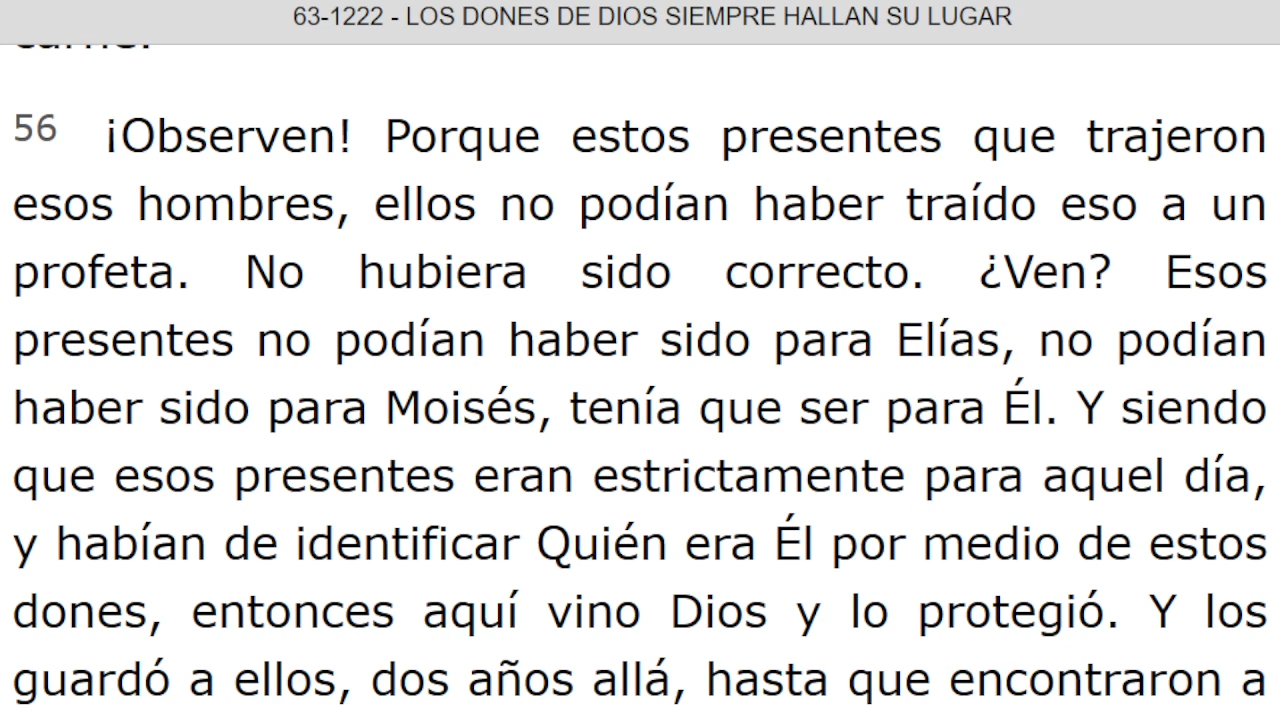 63-1222 - LOS DONES DE DIOS SIEMPRE HALLAN SU LUGAR
carne.
56 ¡Observen! Porque estos presentes que trajeron
esos hombres, ellos no podían haber traído eso a un
profeta. No hubiera sido correcto. ¿Ven? Esos
presentes no podían haber sido para Elías, no podían
haber sido para Moisés, tenía que ser para Él. Y siendo
que esos presentes eran estrictamente para aquel día,
y habían de identificar Quién era Él por medio de estos
dones, entonces aquí vino Dios y lo protegió. Y los
guardó a ellos, dos años allá, hasta que encontraron a